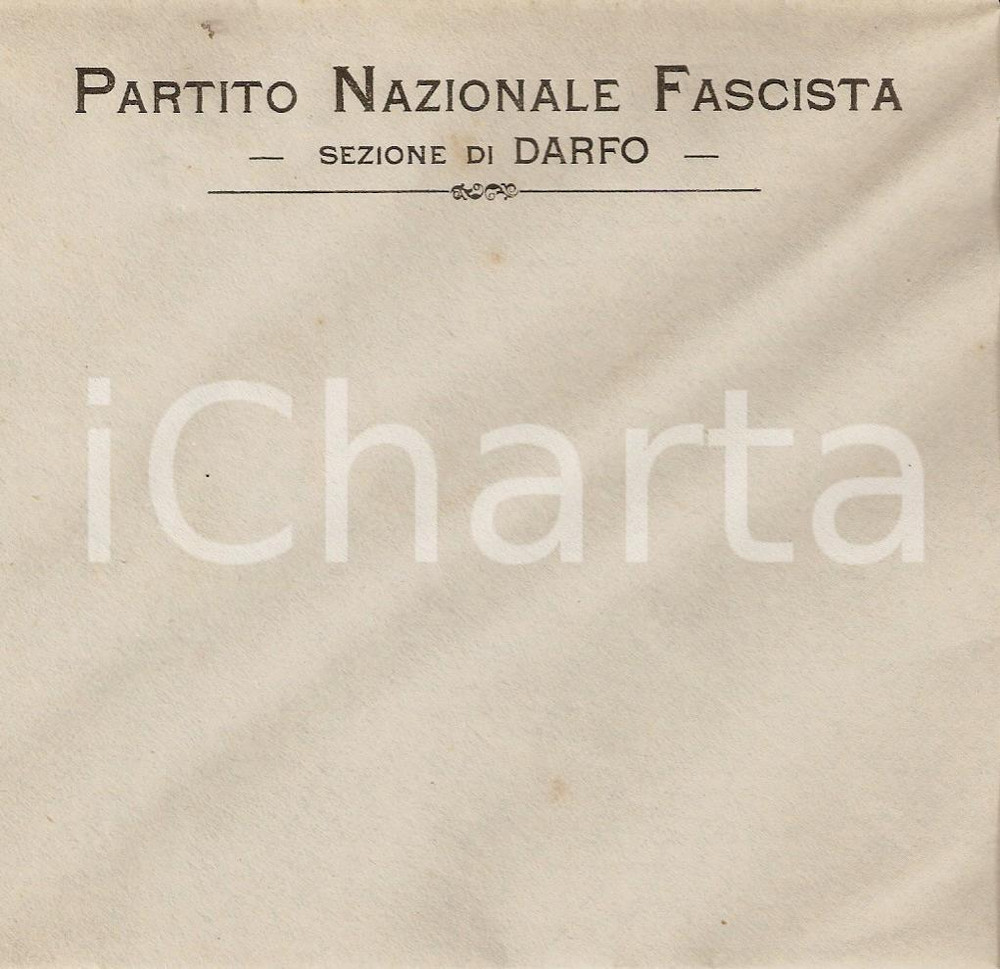 Partito Nazionale Fascista
— sezione di DARFO —
iCharta